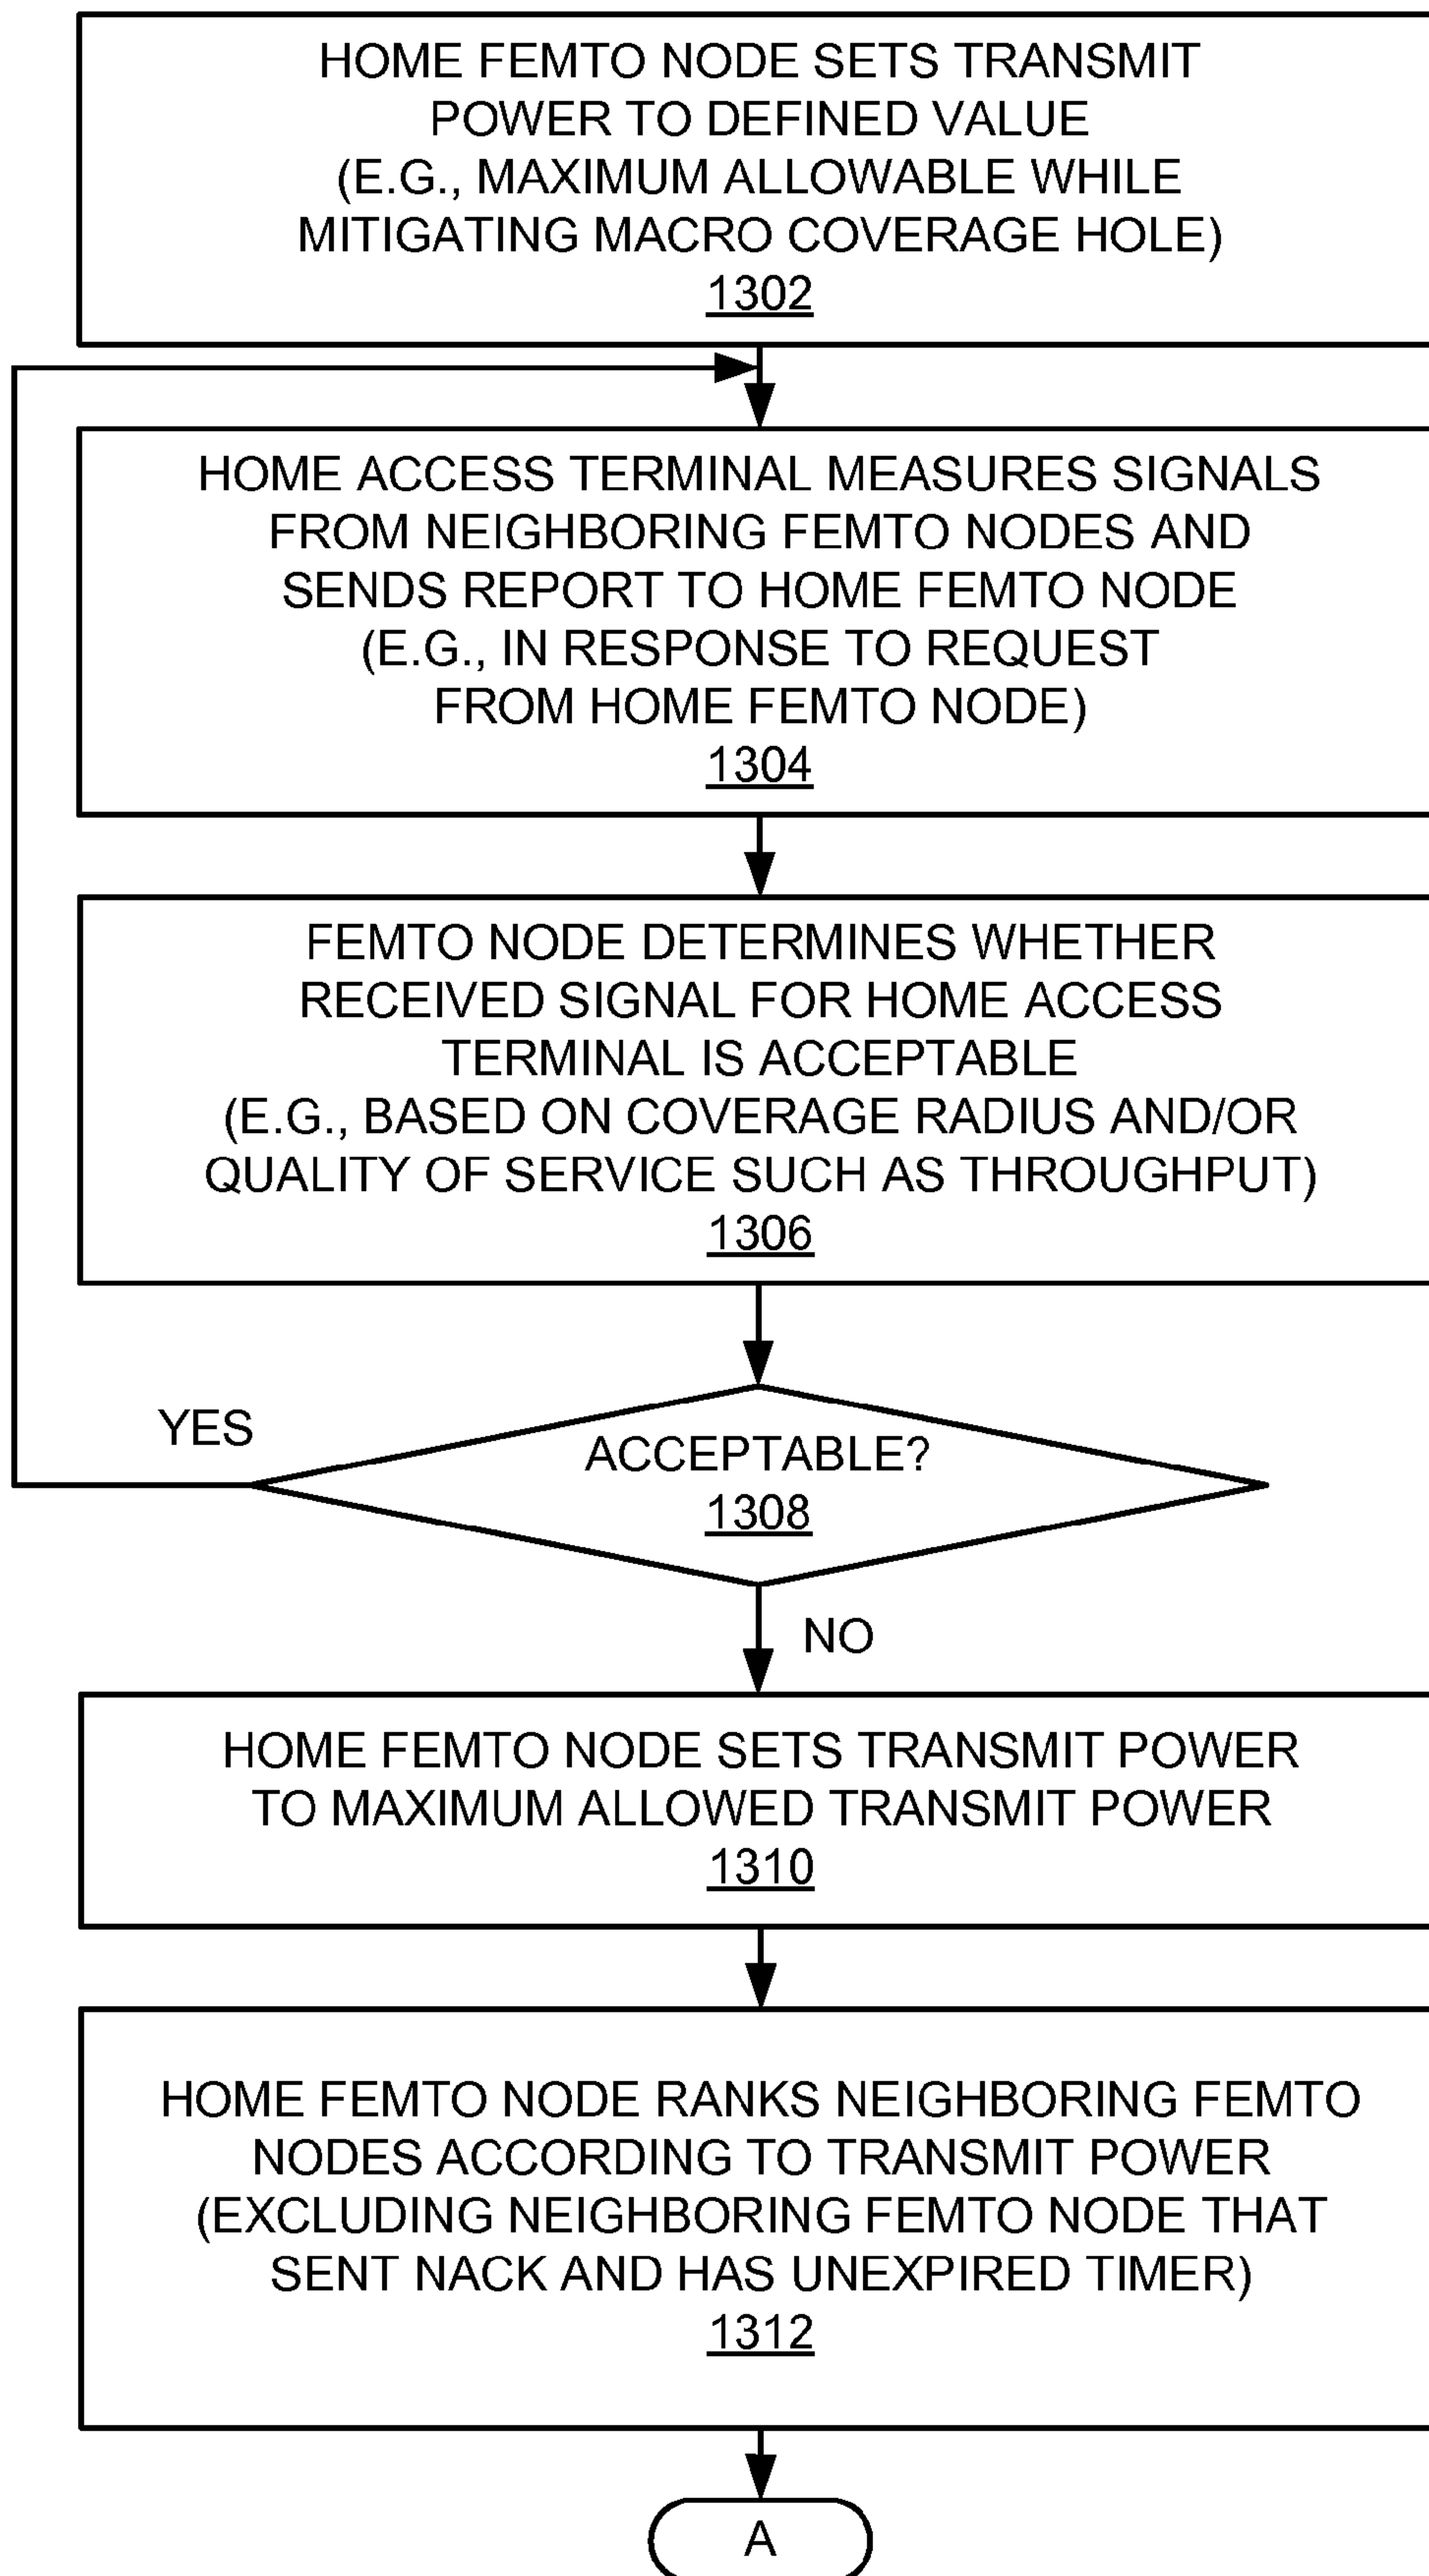 HOME FEMTO NODE SETS TRANSMIT
POWER TO DEFINED VALUE
(E.G., MAXIMUM ALLOWABLE WHILE
MITIGATING MACRO COVERAGE HOLE)
1302
HOME ACCESS TERMINAL MEASURES SIGNALS
FROM NEIGHBORING FEMTO NODES AND
SENDS REPORT TO HOME FEMTO NODE
(E.G., IN RESPONSE TO REQUEST
FROM HOME FEMTO NODE)
1304
FEMTO NODE DETERMINES WHETHER
RECEIVED SIGNAL FOR HOME ACCESS
TERMINAL IS ACCEPTABLE
(E.G., BASED ON COVERAGE RADIUS AND/OR
QUALITY OF SERVICE SUCH AS THROUGHPUT)
1306
YES
ACCEPTABLE?
1308
NO
HOME FEMTO NODE SETS TRANSMIT POWER
TO MAXIMUM ALLOWED TRANSMIT POWER
1310
HOME FEMTO NODE RANKS NEIGHBORING FEMTO
NODES ACCORDING TO TRANSMIT POWER
(EXCLUDING NEIGHBORING FEMTO NODE THAT
SENT NACK AND HAS UNEXPIRED TIMER)
1312
A